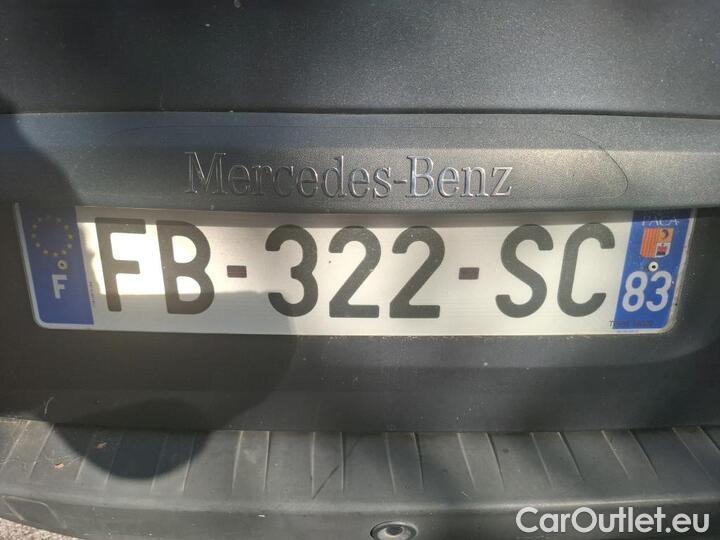 Mercedes-Benz
PACA
F FB-322-SC 83
CarOutlet.eu